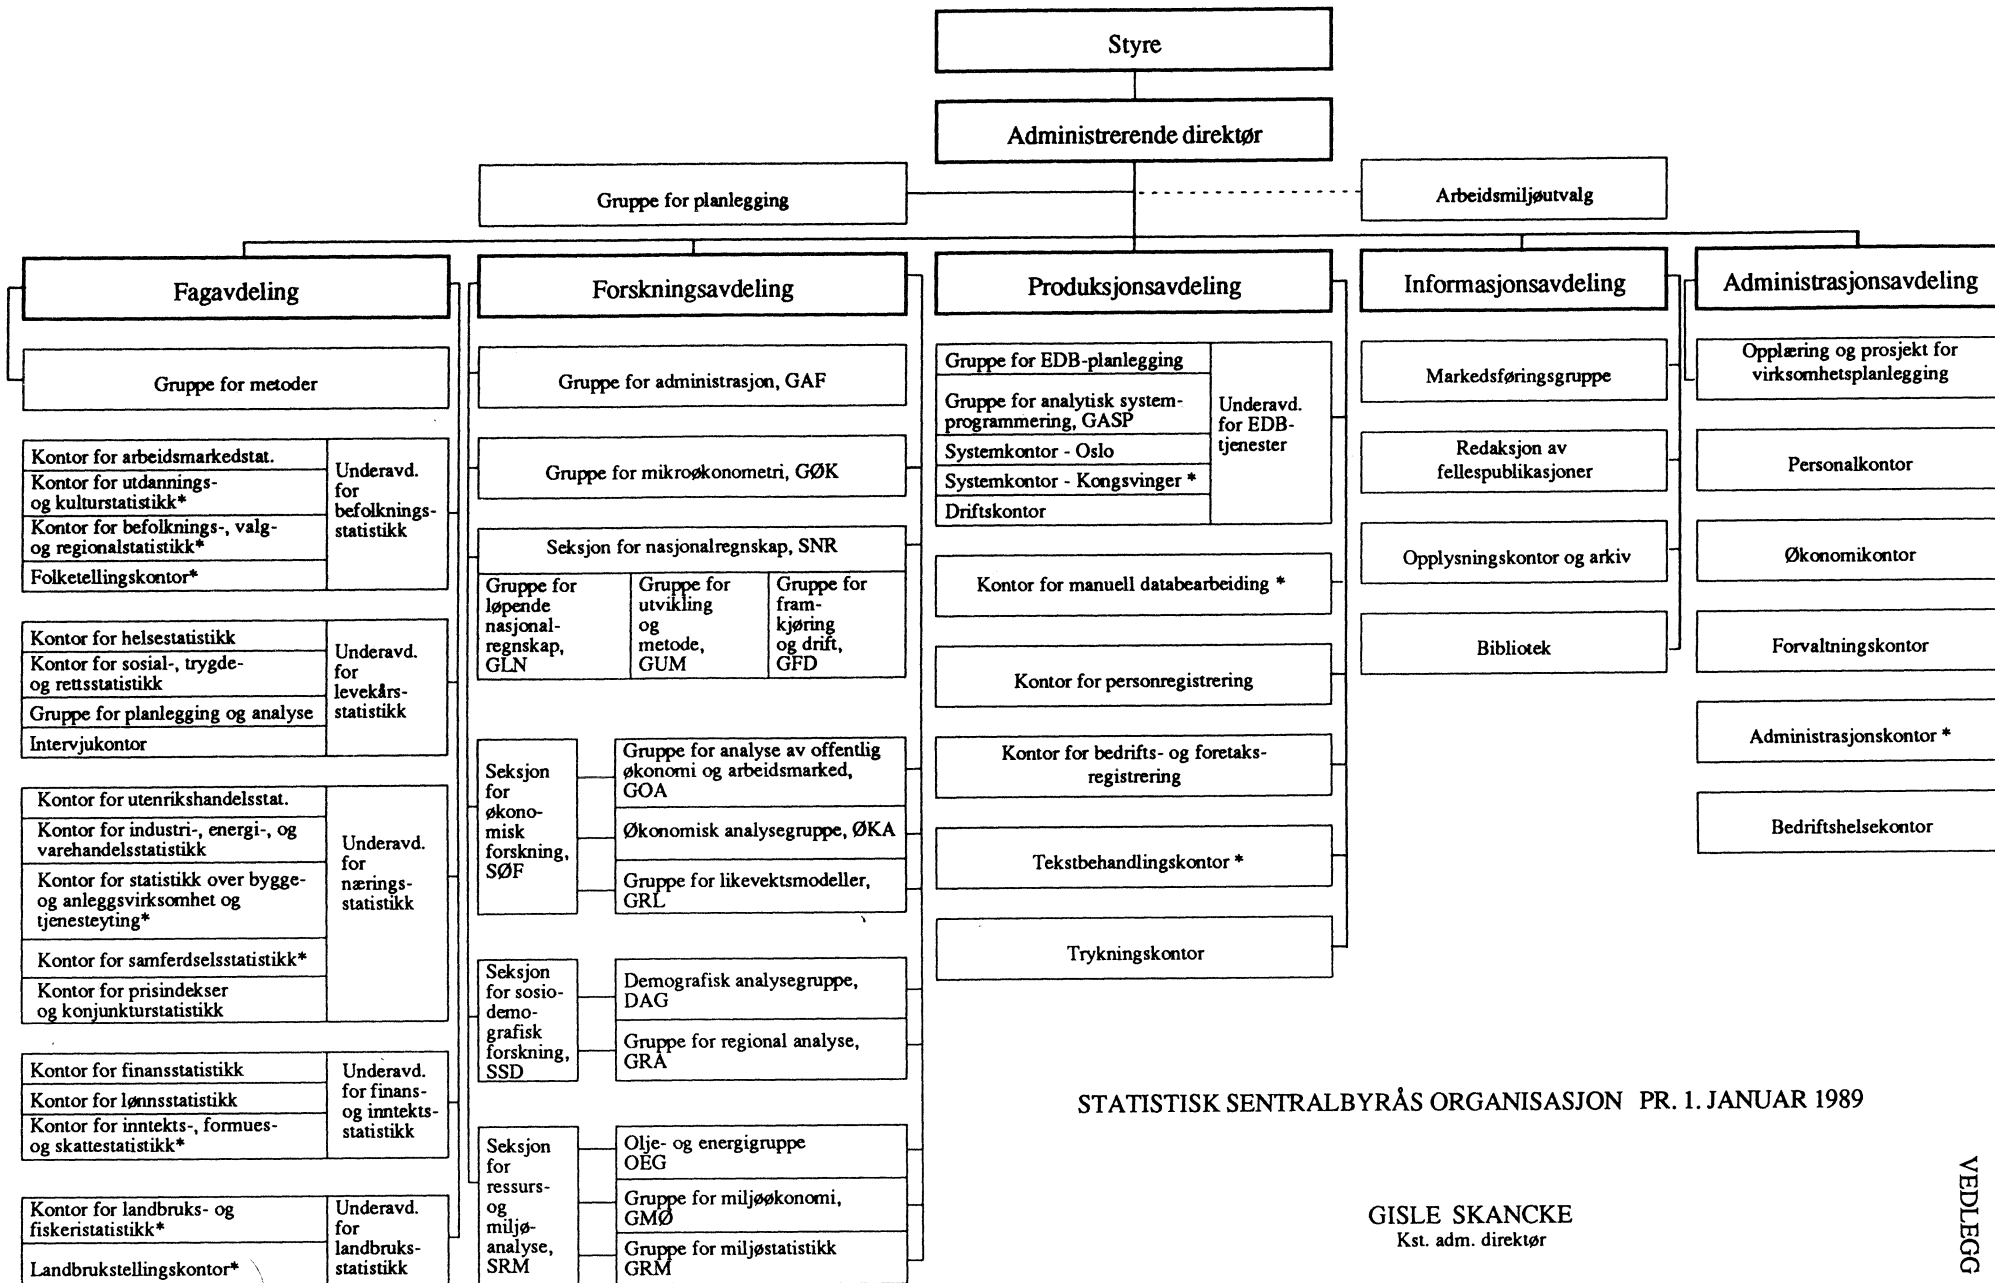 Styre
Administrerende direktør
Gruppe for planlegging
Arbeidsmiljøutvalg
Fagavdeling
Gruppe for metoder
Kontor for arbeidsmarkedstat.
Kontor for utdannings-
og kulturstatistikk*
Kontor for befolknings-, valg-
og regionalstatistikk*
Folketellingskontor*
Underavd.
for
befolknings-
statistikk
Kontor for helsestatistikk
Kontor for sosial-, trygde-
og rettsstatistikk
Gruppe for planlegging og analyse
Intervjukontor
Underavd.
for
levekårs-
statistikk
Kontor for utenrikshandelsstat.
Kontor for industri-, energi-, og
varehandelsstatistikk
Kontor for statistikk over bygge-
og anleggsvirksomhet og
tjenesteyting*
Kontor for samferdselsstatistikk*
Kontor for prisindekser
og konjunkturstatistikk
Underavd.
for
nærings-
statistikk
Kontor for finansstatistikk
Kontor for lønnsstatistikk
Kontor for inntekts-, formues-
og skattestatistikk*
Underavd.
for finans-
og inntekts-
statistikk
Kontor for landbruks- og
fiskeristatistikk*
Landbrukstellingskontor*
Underavd.
for
landbruks-
statistikk
Forskningsavdeling
Gruppe for administrasjon, GAF
Gruppe for mikroøkonometri, GØK
Seksjon for nasjonalregnskap, SNR
Gruppe for
løpende
nasjonal-
regnskap,
GLN
Gruppe for
utvikling
og
metode,
GUM
Gruppe for
fram-
kjøring
og drift,
GFD
Seksjon
for
økono-
misk
forskning,
SØF
Gruppe for analyse av offentlig
økonomi og arbeidsmarked,
GOA
Økonomisk analysegruppe, ØKA
Gruppe for likevektsmodeller,
GRL
Seksjon
for sosio-
demo-
grafisk
forskning,
SSD
Demografisk analysegruppe,
DAG
Gruppe for regional analyse,
GRA
Seksjon
for
ressurs-
og
miljø-
analyse,
SRM
Olje- og energigruppe
OEG
Gruppe for miljøøkonomi,
GMØ
Gruppe for miljøstatistikk
GRM
Produksjonsavdeling
Gruppe for EDB-planlegging
Gruppe for analytisk system-
programmering, GASP
Systemkontor - Oslo
Systemkontor - Kongsvinger *
Driftskontor
Underavd.
for EDB-
tjenester
Kontor for manuell databearbeiding *
Kontor for personregistrering
Kontor for bedrifts- og foretaks-
registrering
Tekstbehandlingskontor *
Trykningskontor
Informasjonsavdeling
Markedsføringsgruppe
Redaksjon av
fellespublikasjoner
Opplysningskontor og arkiv
Bibliotek
Administrasjonsavdeling
Opplæring og prosjekt for
virksomhetsplanlegging
Personalkontor
Økonomikontor
Forvaltningskontor
Administrasjonskontor *
Bedriftshelsekontor
STATISTISK SENTRALBYRÅS ORGANISASJON PR. 1. JANUAR 1989
GISLE SKANCKE
Kst. adm. direktør
VEDLEGG